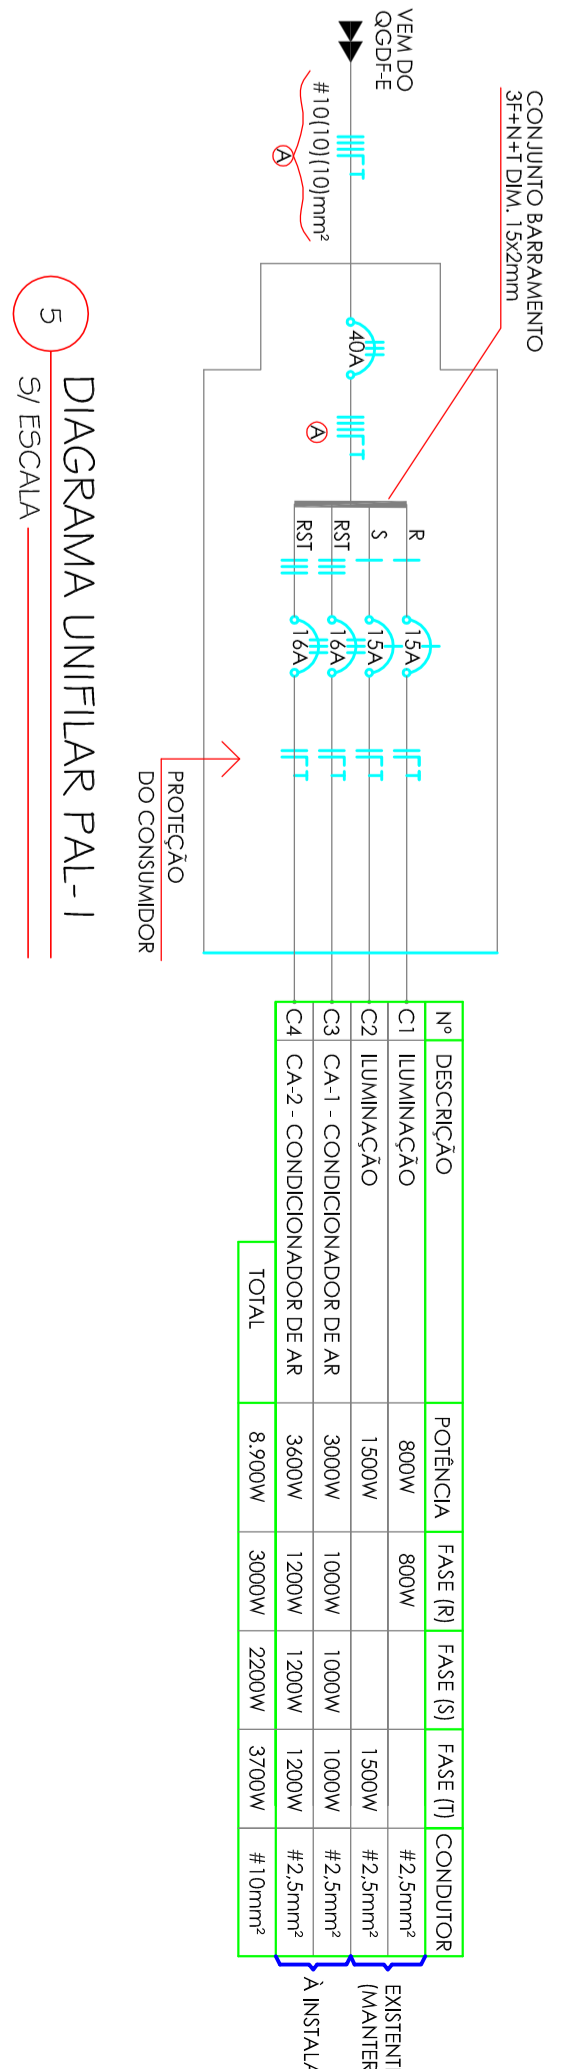 VEM DO
QGDF-E
#10(10)(10)mm²
A
CONJUNTO BARRAMENTO
3F+N+T DIM. 15x2mm
40A
A
R
15A
S
15A
RST
16A
RST
16A
PROTEÇÃO
DO CONSUMIDOR
Nº DESCRIÇÃO POTÊNCIA FASE (R) FASE (S) FASE (T) CONDUTOR
C1 ILUMINAÇÃO 800W 800W #2,5mm²
C2 ILUMINAÇÃO 1500W 1500W #2,5mm²
C3 CA-1 - CONDICIONADOR DE AR 3000W 1000W 1000W 1000W #2,5mm²
C4 CA-2 - CONDICIONADOR DE AR 3600W 1200W 1200W 1200W #2,5mm²
TOTAL 8.900W 3000W 2200W 3700W #10mm²
EXISTENT
(MANTER
À INSTALA
5
DIAGRAMA UNIFILAR PAL-1
S/ ESCALA